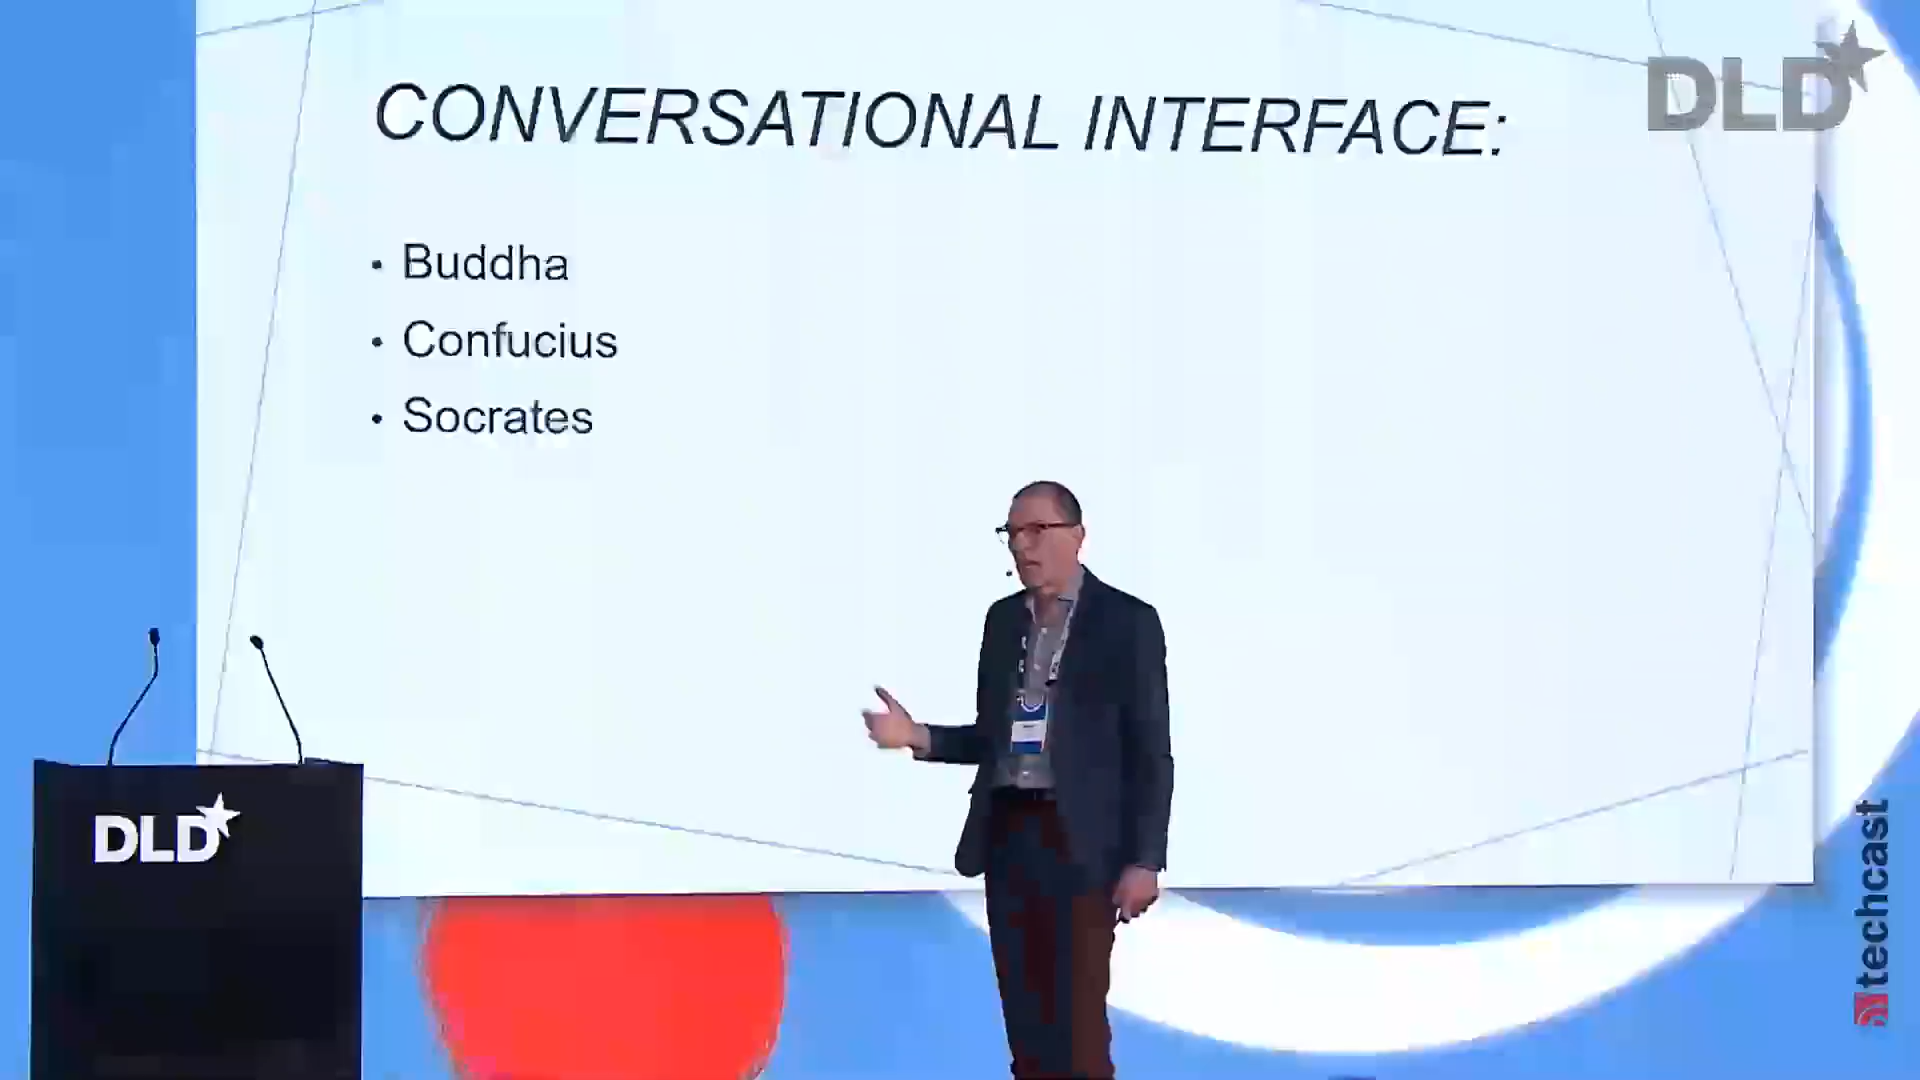 CONVERSATIONAL INTERFACE:
DLD
• Buddha
• Confucius
• Socrates
DLD
techcast